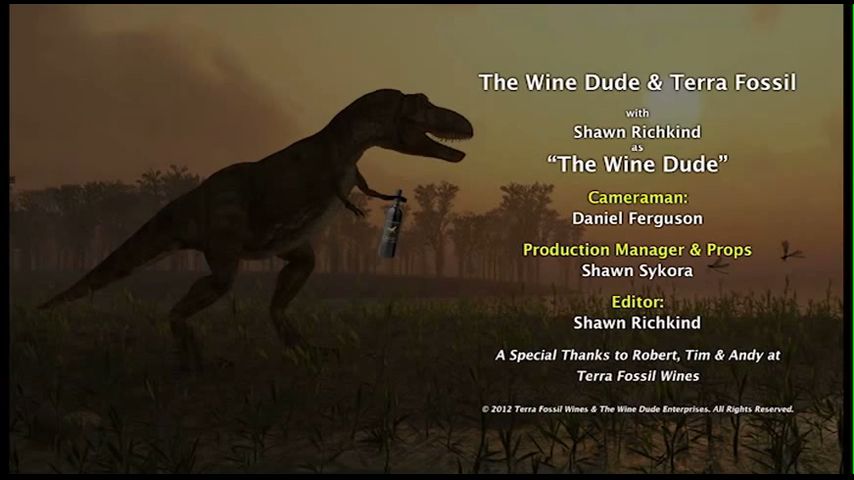 The Wine Dude & Terra Fossil
with
Shawn Richkind
as
“The Wine Dude”
Cameraman:
Daniel Ferguson
Production Manager & Props
Shawn Sykora
Editor:
Shawn Richkind
A Special Thanks to Robert, Tim & Andy at
Terra Fossil Wines
© 2012 Terra Fossil Wines & The Wine Dude Enterprises. All Rights Reserved.